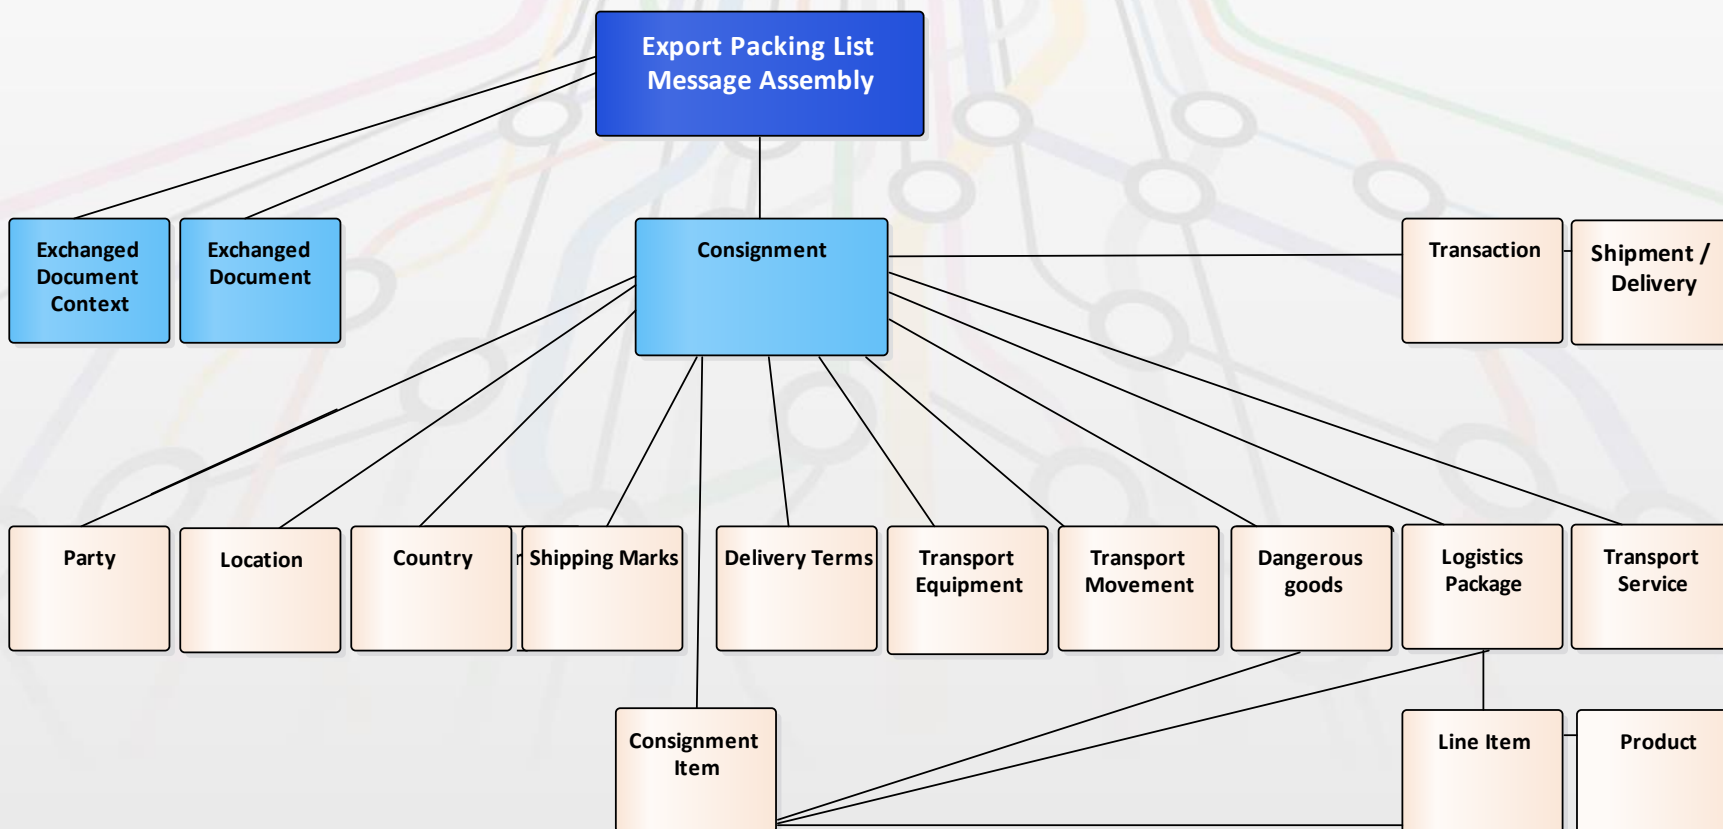 Export Packing List
Message Assembly
Exchanged
Document
Context
Exchanged
Document
Consignment
Transaction
Shipment /
Delivery
Party
Location
Country
Shipping Marks
Delivery Terms
Transport
Equipment
Transport
Movement
Dangerous
goods
Logistics
Package
Transport
Service
Consignment
Item
Line Item
Product